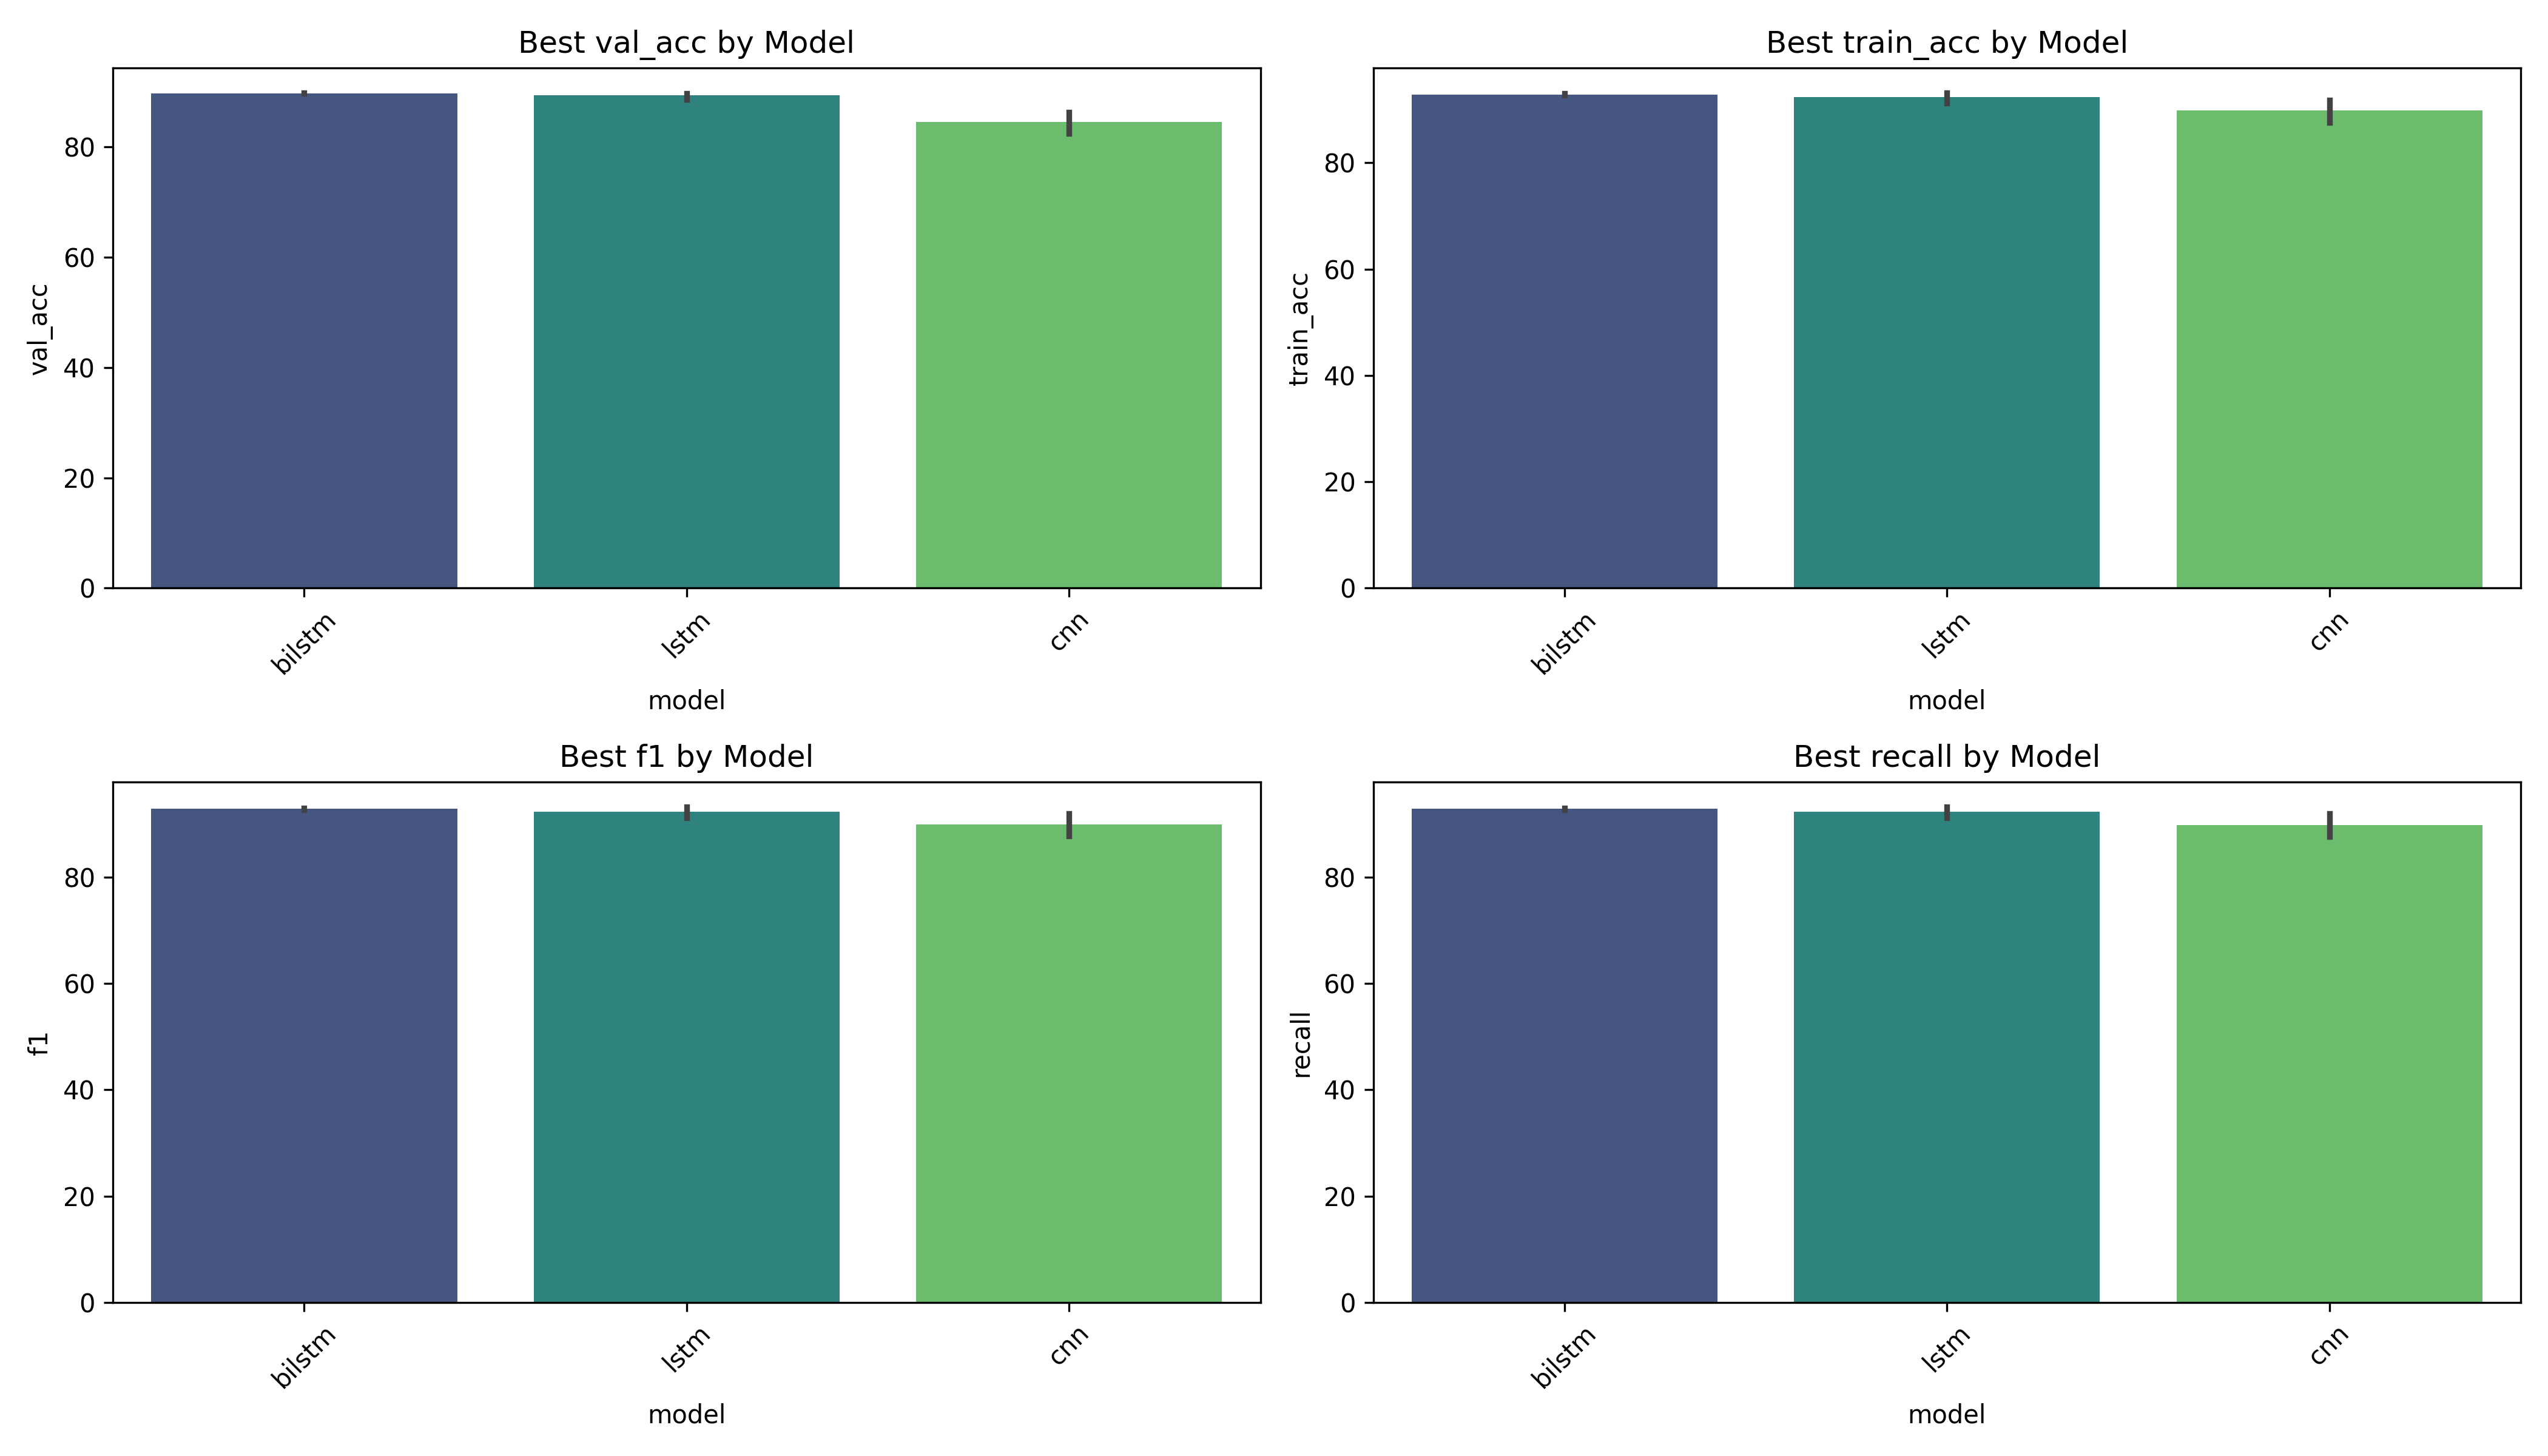 Best val_acc by Model
val_acc
80
60
40
20
0
bilstm
lstm
cnn
model
Best train_acc by Model
train_acc
80
60
40
20
0
bilstm
lstm
cnn
model
Best f1 by Model
f1
80
60
40
20
0
bilstm
lstm
cnn
model
Best recall by Model
recall
80
60
40
20
0
bilstm
lstm
cnn
model